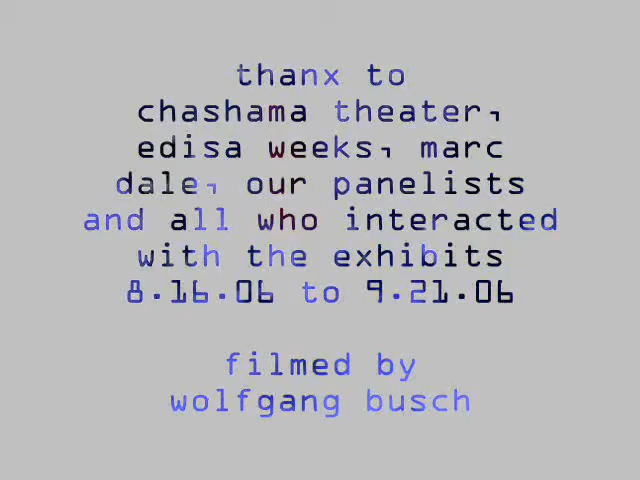 thanx to
chashama theater,
edisa weeks, marc
dale, our panelists
and all who interacted
with the exhibits
8.16.06 to 9.21.06
filmed by
wolfgang busch